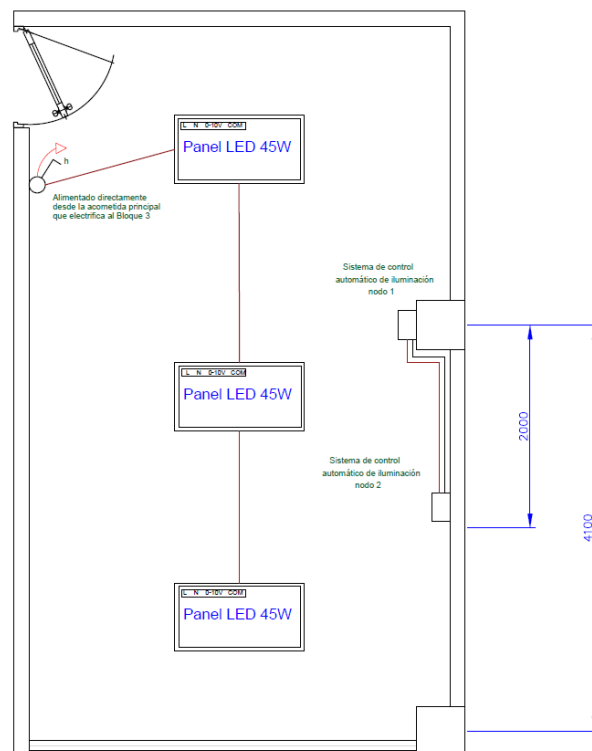 L N 0-10V COM
Panel LED 45W
h
Alimentado directamente
desde la acometida principal
que electrifica al Bloque 3
Sistema de control
automático de iluminación
nodo 1
L N 0-10V COM
Panel LED 45W
2000
Sistema de control
automático de iluminación
nodo 2
4100
L N 0-10V COM
Panel LED 45W